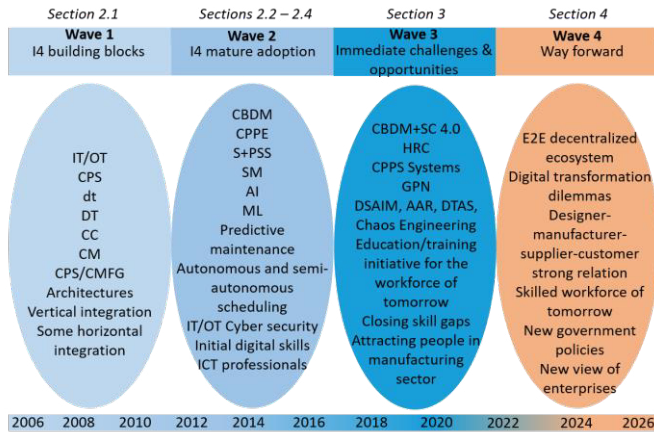 Section 2.1
Sections 2.2 – 2.4
Section 3
Section 4
Wave 1
I4 building blocks
Wave 2
I4 mature adoption
Wave 3
Immediate challenges &
opportunities
Wave 4
Way forward
IT/OT
CPS
dt
DT
CC
CM
CPS/CMFG
Architectures
Vertical integration
Some horizontal
integration
CBDM
CPPE
S+PSS
SM
AI
ML
Predictive
maintenance
Autonomous and semi-
autonomous
scheduling
IT/OT Cyber security
Initial digital skills
ICT professionals
CBDM+SC 4.0
HRC
CPPS Systems
GPN
DSAIM, AAR, DTAS,
Chaos Engineering
Education/training
initiative for the
workforce of
tomorrow
Closing skill gaps
Attracting people in
manufacturing
sector
E2E decentralized
ecosystem
Digital transformation
dilemmas
Designer-
manufacturer-
supplier-customer
strong relation
Skilled workforce of
tomorrow
New government
policies
New view of
enterprises
2006 2008 2010 2012 2014 2016 2018 2020 2022 2024 2026